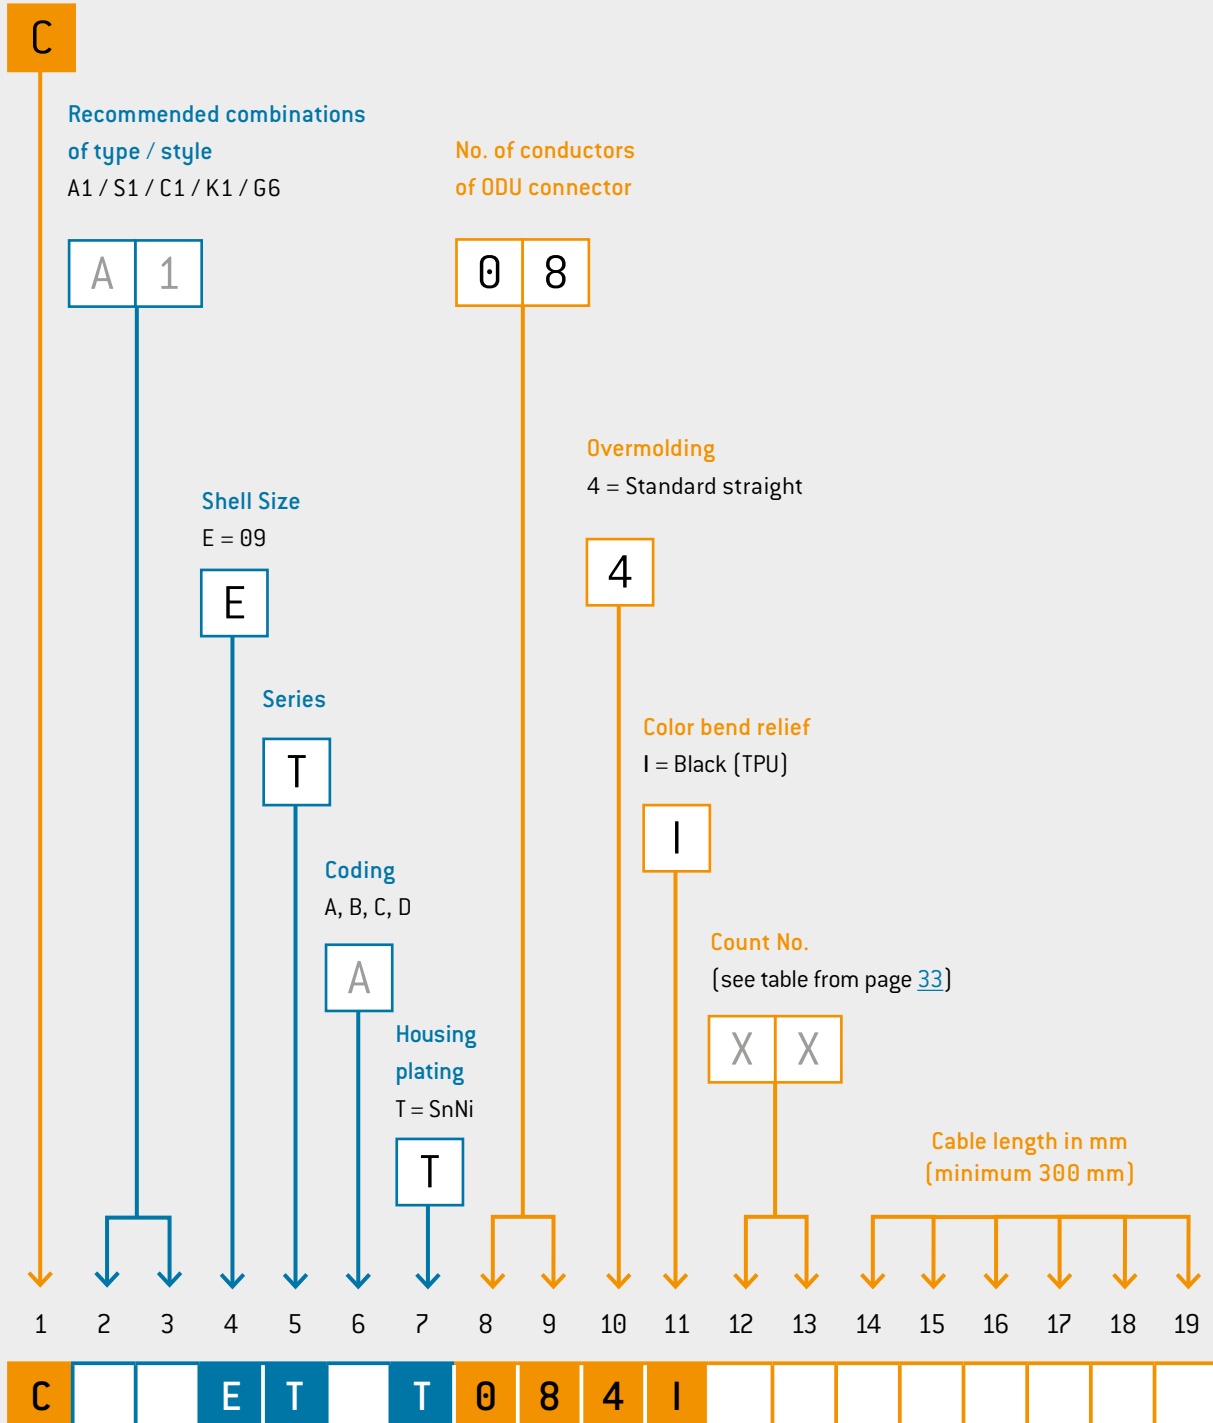 C
Recommended combinations
of type / style
A1 / S1 / C1 / K1 / G6
A 1
No. of conductors
of ODU connector
0 8
Overmolding
4 = Standard straight
4
Shell Size
E = 09
E
Series
T
Color bend relief
I = Black (TPU)
I
Coding
A, B, C, D
A
Count No.
(see table from page 33)
X X
Housing
plating
T = SnNi
T
Cable length in mm
(minimum 300 mm)
1 2 3 4 5 6 7 8 9 10 11 12 13 14 15 16 17 18 19
C E T T 0 8 4 I